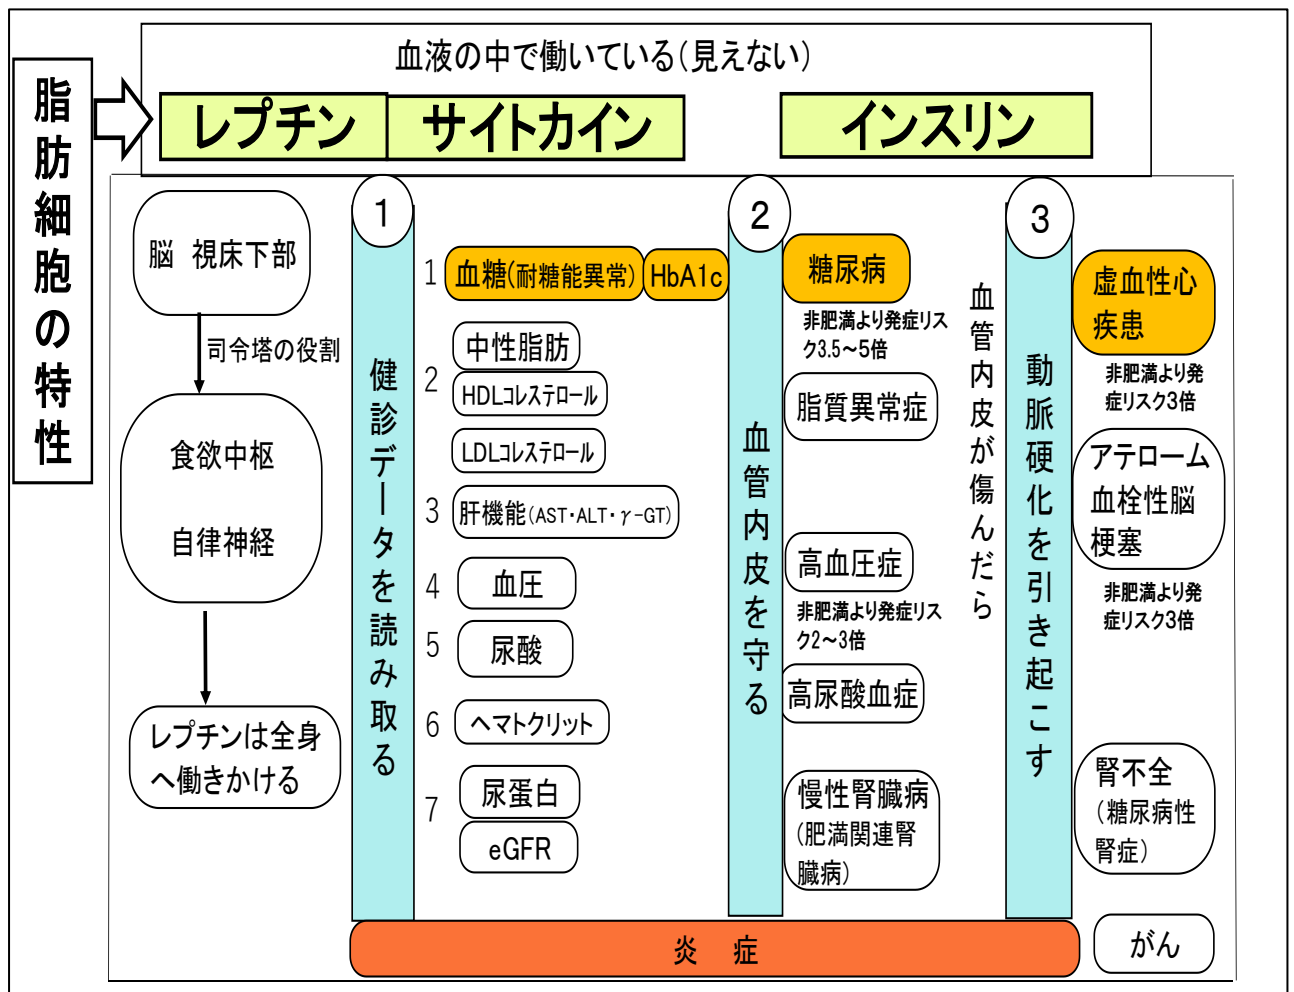 脂肪細胞の特性
血液の中で働いている(見えない)
レプチン
サイトカイン
インスリン
脳 視床下部
司令塔の役割
食欲中枢
自律神経
レプチンは全身
へ働きかける
1
健診データを読み取る
1 血糖(耐糖能異常) HbA1c
2
中性脂肪
HDLコレステロール
LDLコレステロール
3 肝機能(AST・ALT・γ-GT)
4 血圧
5 尿酸
6 ヘマトクリット
7
尿蛋白
eGFR
2
血管内皮を守る
糖尿病
非肥満より発症リス
ク3.5~5倍
脂質異常症
高血圧症
非肥満より発症リス
ク2~3倍
高尿酸血症
慢性腎臓病
(肥満関連腎
臓病)
血管内皮が傷んだら
3
動脈硬化を引き起こす
虚血性心
疾患
非肥満より発
症リスク3倍
アテローム
血栓性脳
梗塞
非肥満より発
症リスク3倍
腎不全
(糖尿病性
腎症)
がん
炎 症